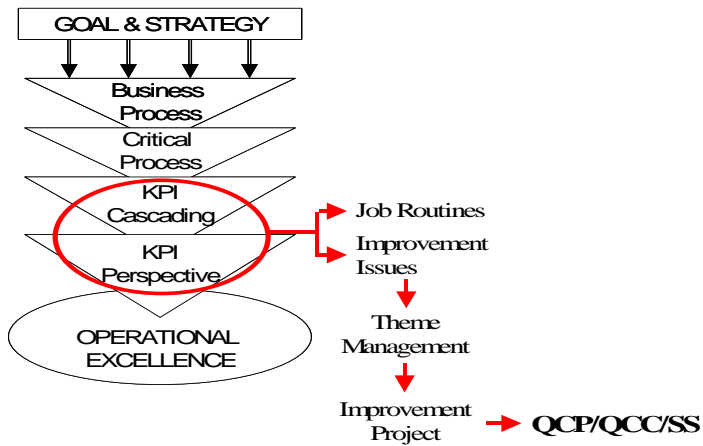 GOAL & STRATEGY
Business
Process
Critical
Process
KPI
Cascading
KPI
Perspective
OPERATIONAL
EXCELLENCE
Job Routines
Improvement
Issues
Theme
Management
Improvement
Project
QCP/QCC/SS